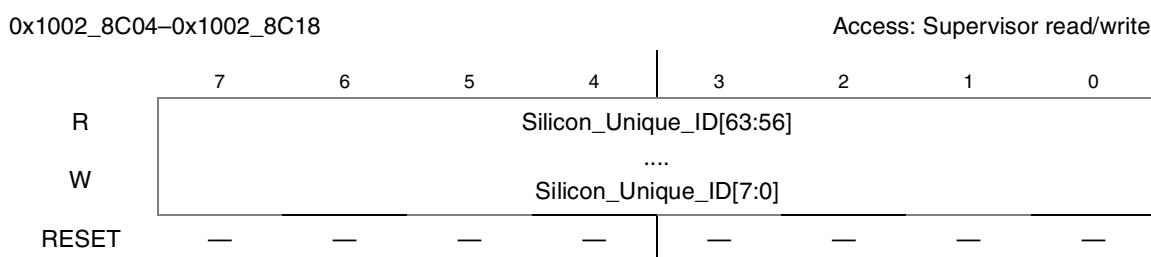 0x1002_8C04–0x1002_8C18 Access: Supervisor read/write
7 6 5 4 3 2 1 0
R Silicon_Unique_ID[63:56]
....
W Silicon_Unique_ID[7:0]
RESET — — — — — — — —